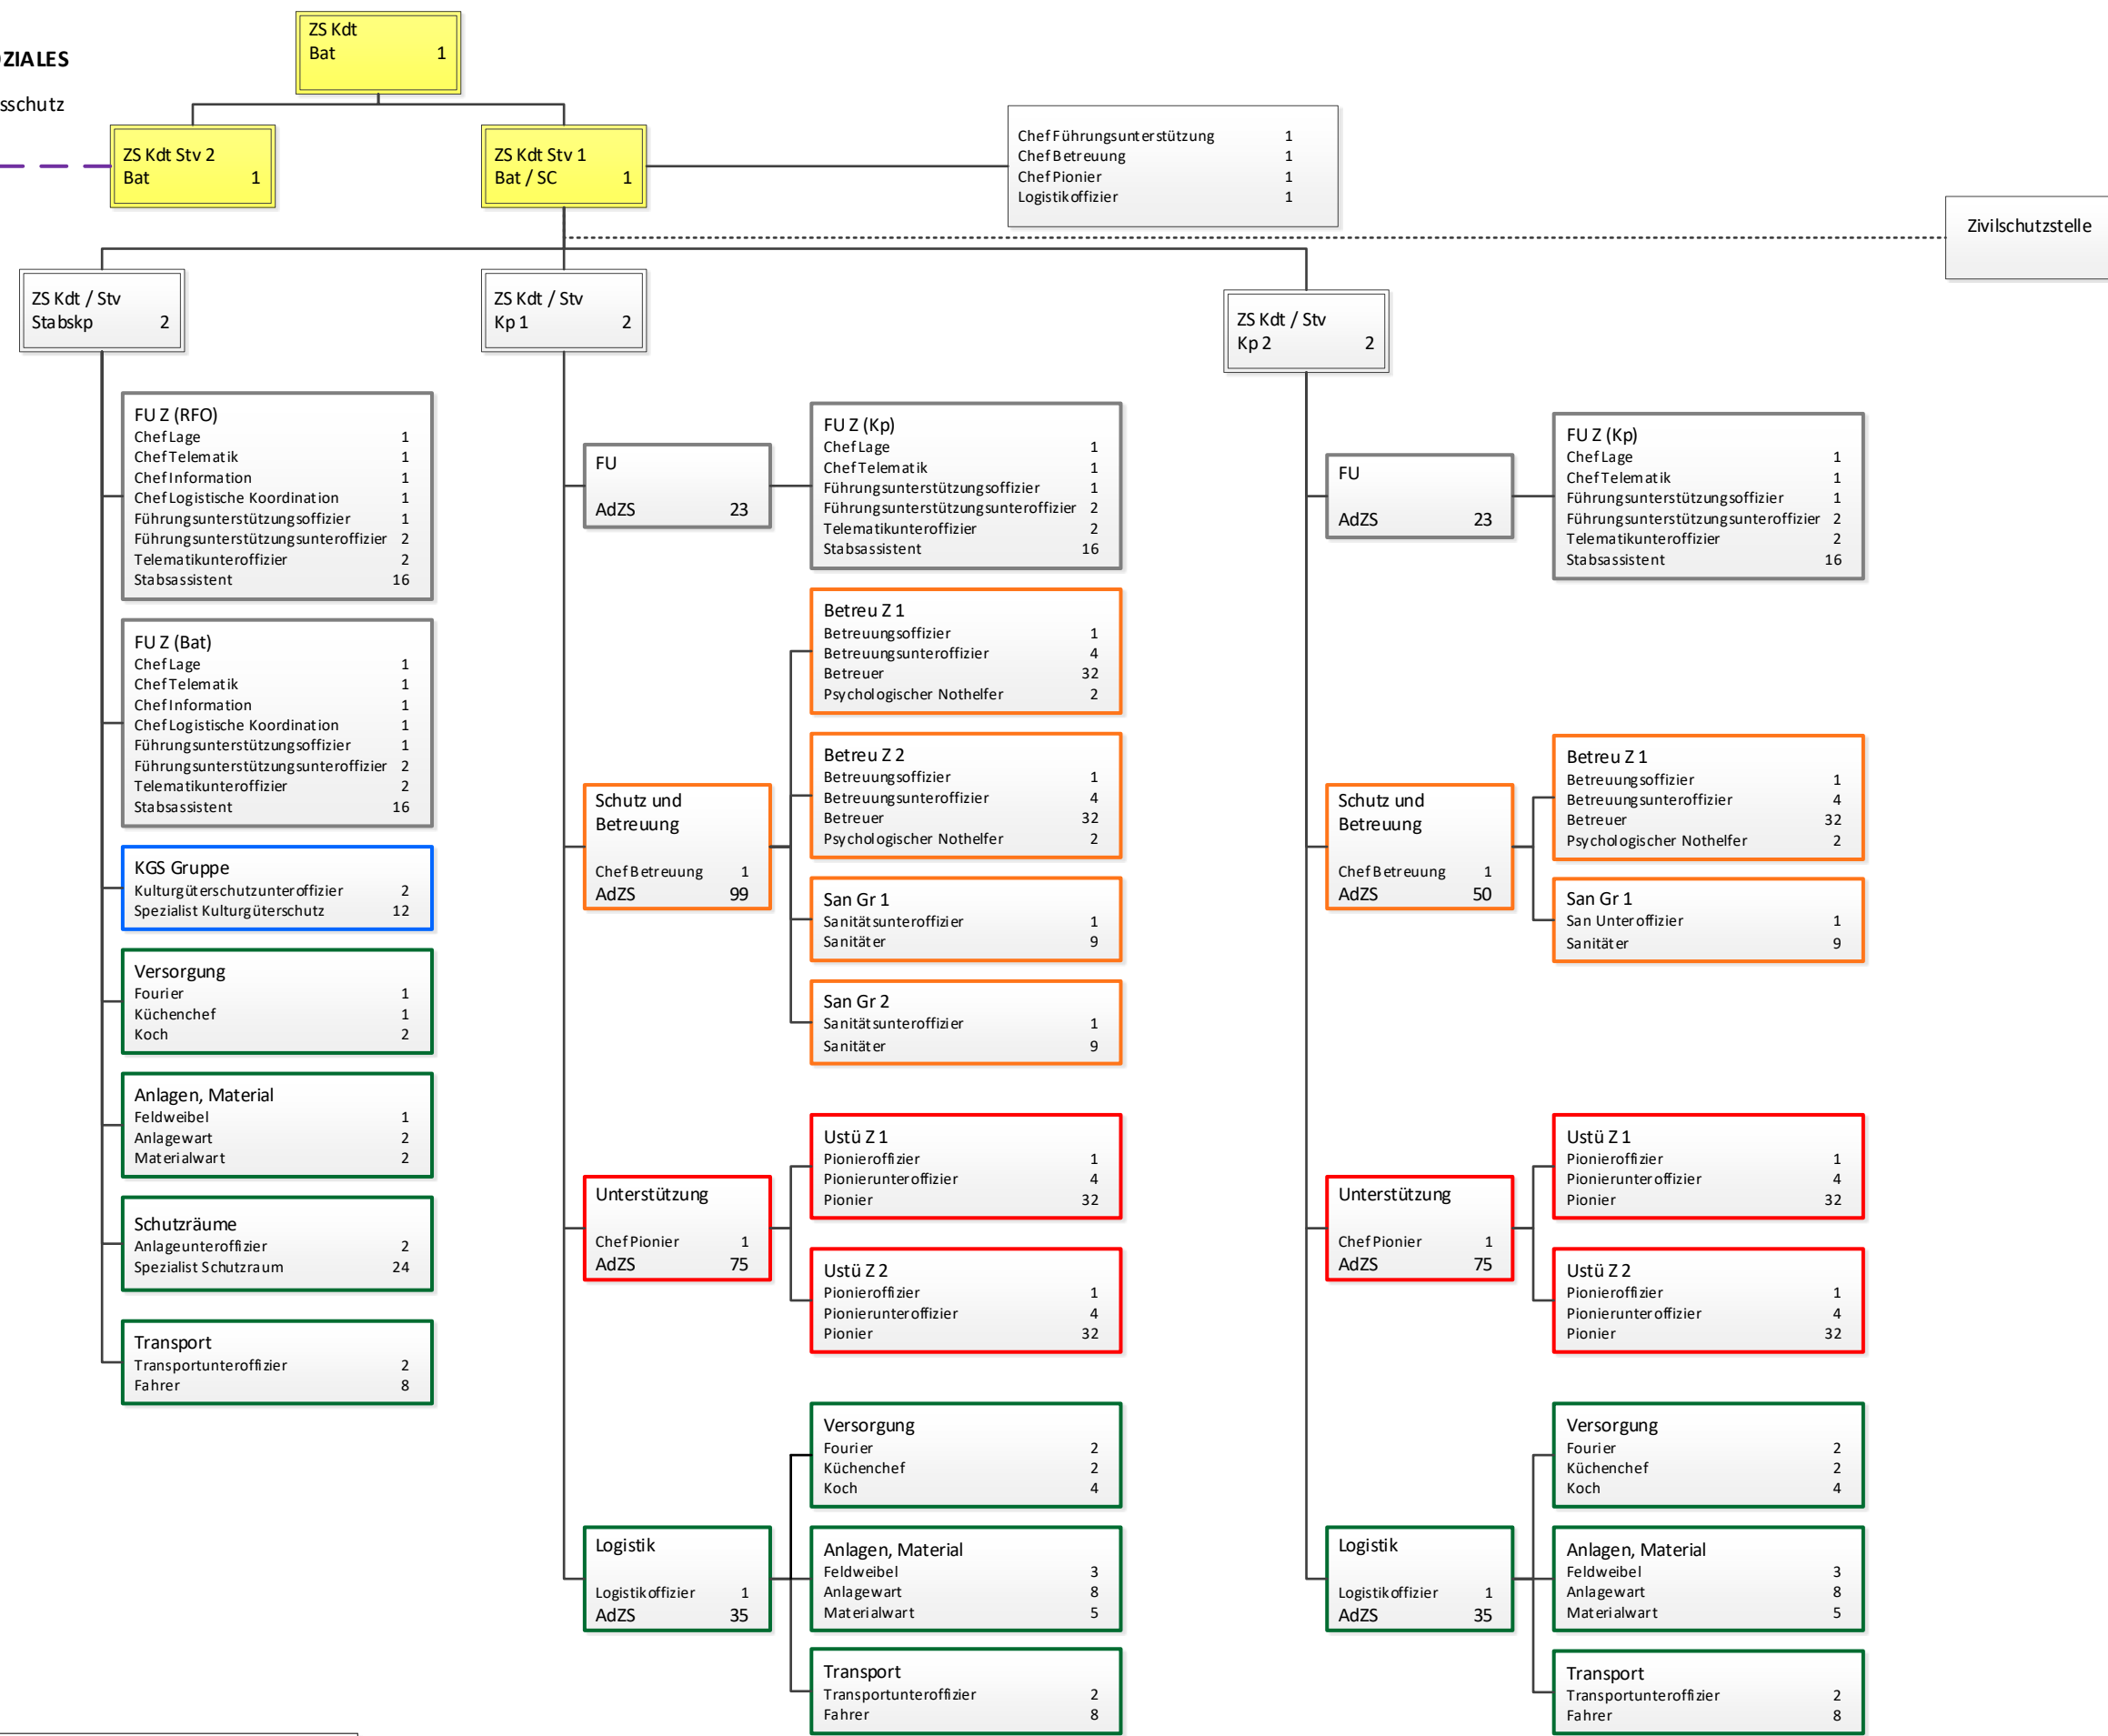 ZS Kdt
Bat 1
OZIALES
sschutz
ZS Kdt Stv 2
Bat 1
ZS Kdt Stv 1
Bat / SC 1
Chef Führungsunterstützung 1
Chef Betreuung 1
Chef Pionier 1
Logistikoffizier 1
Zivilschutzstelle
ZS Kdt / Stv
Stabskp 2
FU Z (RFO)
Chef Lage 1
Chef Telematik 1
Chef Information 1
Chef Logistische Koordination 1
Führungsunterstützungsoffizier 1
Führungsunterstützungsunteroffizier 2
Telematikunteroffizier 2
Stabsassistent 16
FU Z (Bat)
Chef Lage 1
Chef Telematik 1
Chef Information 1
Chef Logistische Koordination 1
Führungsunterstützungsoffizier 1
Führungsunterstützungsunteroffizier 2
Telematikunteroffizier 2
Stabsassistent 16
KGS Gruppe
Kulturgüterschutzunteroffizier 2
Spezialist Kulturgüterschutz 12
Versorgung
Fourier 1
Küchenchef 1
Koch 2
Anlagen, Material
Feldweibel 1
Anlagewart 2
Materialwart 2
Schutzräume
Anlageunteroffizier 2
Spezialist Schutzraum 24
Transport
Transportunteroffizier 2
Fahrer 8
ZS Kdt / Stv
Kp 1 2
FU
AdZS 23
FU Z (Kp)
Chef Lage 1
Chef Telematik 1
Führungsunterstützungsoffizier 1
Führungsunterstützungsunteroffizier 2
Telematikunteroffizier 2
Stabsassistent 16
Schutz und
Betreuung
Chef Betreuung 1
AdZS 99
Betreu Z 1
Betreuungsoffizier 1
Betreuungsunteroffizier 4
Betreuer 32
Psychologischer Nothelfer 2
Betreu Z 2
Betreuungsoffizier 1
Betreuungsunteroffizier 4
Betreuer 32
Psychologischer Nothelfer 2
San Gr 1
Sanitätsunteroffizier 1
Sanitäter 9
San Gr 2
Sanitätsunteroffizier 1
Sanitäter 9
Unterstützung
Chef Pionier 1
AdZS 75
Ustü Z 1
Pionieroffizier 1
Pionierunteroffizier 4
Pionier 32
Ustü Z 2
Pionieroffizier 1
Pionierunteroffizier 4
Pionier 32
Logistik
Logistikoffizier 1
AdZS 35
Versorgung
Fourier 2
Küchenchef 2
Koch 4
Anlagen, Material
Feldweibel 3
Anlagewart 8
Materialwart 5
Transport
Transportunteroffizier 2
Fahrer 8
ZS Kdt / Stv
Kp 2 2
FU
AdZS 23
FU Z (Kp)
Chef Lage 1
Chef Telematik 1
Führungsunterstützungsoffizier 1
Führungsunterstützungsunteroffizier 2
Telematikunteroffizier 2
Stabsassistent 16
Schutz und
Betreuung
Chef Betreuung 1
AdZS 50
Betreu Z 1
Betreuungsoffizier 1
Betreuungsunteroffizier 4
Betreuer 32
Psychologischer Nothelfer 2
San Gr 1
San Unteroffizier 1
Sanitäter 9
Unterstützung
Chef Pionier 1
AdZS 75
Ustü Z 1
Pionieroffizier 1
Pionierunteroffizier 4
Pionier 32
Ustü Z 2
Pionieroffizier 1
Pionierunteroffizier 4
Pionier 32
Logistik
Logistikoffizier 1
AdZS 35
Versorgung
Fourier 2
Küchenchef 2
Koch 4
Anlagen, Material
Feldweibel 3
Anlagewart 8
Materialwart 5
Transport
Transportunteroffizier 2
Fahrer 8